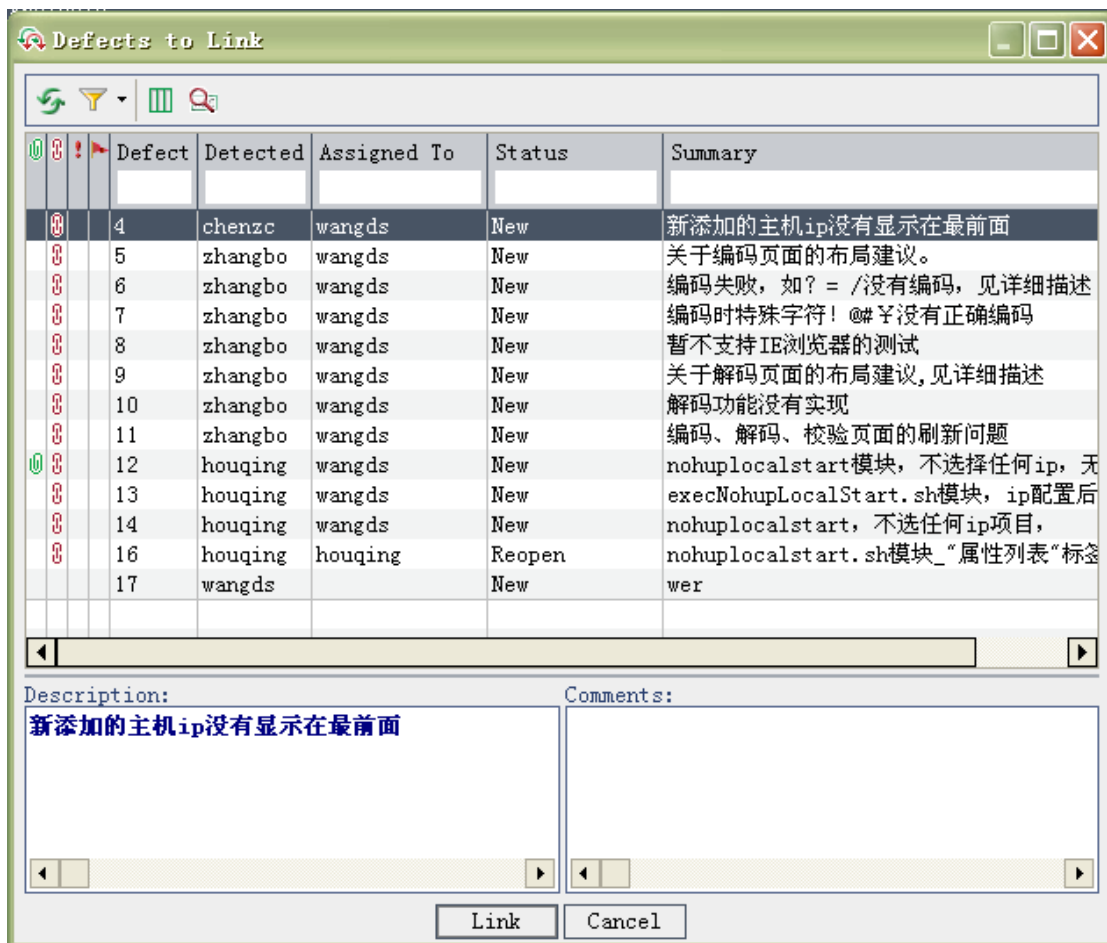 Defects to Link
Defect Detected Assigned To Status Summary
4 chenzc wangds New 新添加的主机ip没有显示在最前面
5 zhangbo wangds New 关于编码页面的布局建议。
6 zhangbo wangds New 编码失败，如？= /没有编码，见详细描述
7 zhangbo wangds New 编码时特殊字符！@#￥没有正确编码
8 zhangbo wangds New 暂不支持IE浏览器的测试
9 zhangbo wangds New 关于解码页面的布局建议,见详细描述
10 zhangbo wangds New 解码功能没有实现
11 zhangbo wangds New 编码、解码、校验页面的刷新问题
12 houqing wangds New nohuplocalstart模块，不选择任何ip，无
13 houqing wangds New execNohupLocalStart.sh模块，ip配置后
14 houqing wangds New nohuplocalstart，不选任何ip项目，
16 houqing houqing Reopen nohuplocalstart.sh模块_“属性列表“标签
17 wangds New wer
Description: Comments:
新添加的主机ip没有显示在最前面
Link Cancel